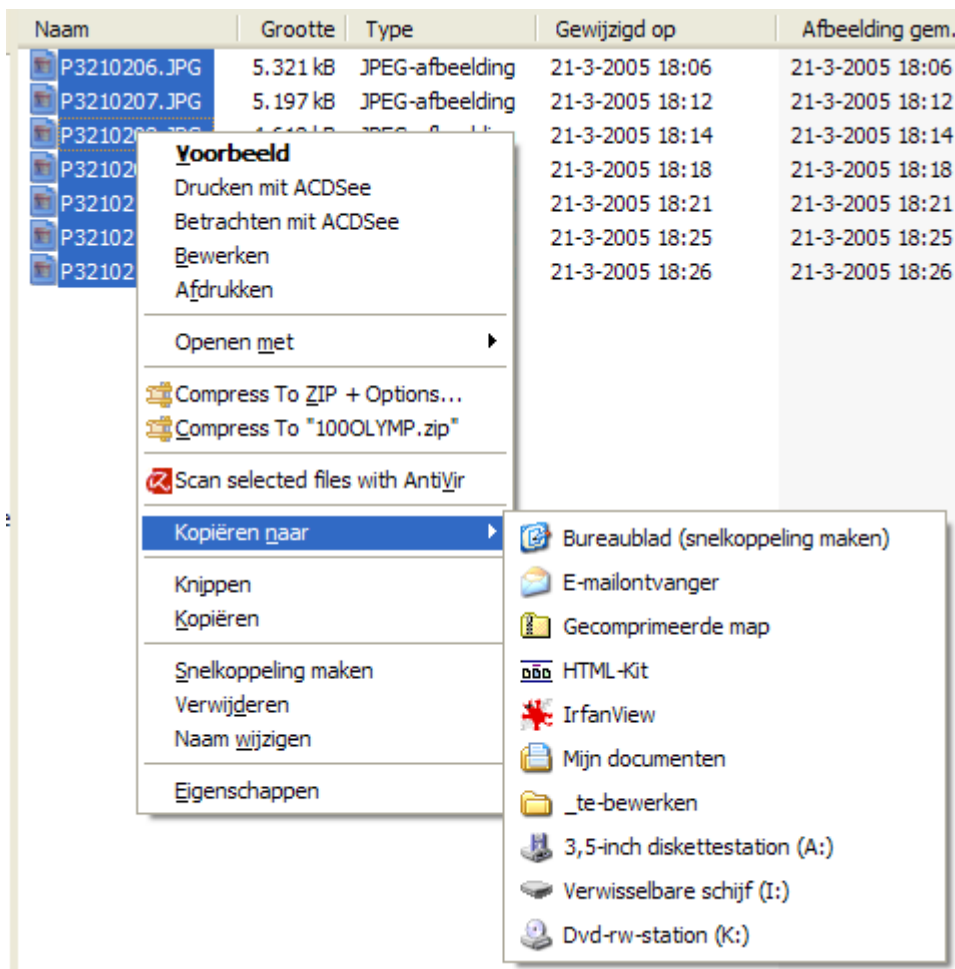 Naam Grootte Type Gewijzigd op Afbeelding gem.
P3210206.JPG 5.321 kB JPEG-afbeelding 21-3-2005 18:06 21-3-2005 18:06
P3210207.JPG 5.197 kB JPEG-afbeelding 21-3-2005 18:12 21-3-2005 18:12
21-3-2005 18:14 21-3-2005 18:14
21-3-2005 18:18 21-3-2005 18:18
P32102 21-3-2005 18:21 21-3-2005 18:21
P32102 21-3-2005 18:25 21-3-2005 18:25
P32102 21-3-2005 18:26 21-3-2005 18:26
Voorbeeld
Drucken mit ACDSee
Betrachten mit ACDSee
Bewerken
Afdrukken
Openen met
Compress To ZIP + Options...
Compress To "100OLYMP.zip"
Scan selected files with AntiVir
Kopiëren naar
Knippen
Kopiëren
Snelkoppeling maken
Verwijderen
Naam wijzigen
Eigenschappen
Bureaublad (snelkoppeling maken)
E-mailontvanger
Gecomprimeerde map
HTML-Kit
IrfanView
Mijn documenten
_te-bewerken
3,5-inch diskettestation (A:)
Verwisselbare schijf (I:)
Dvd-rw-station (K:)